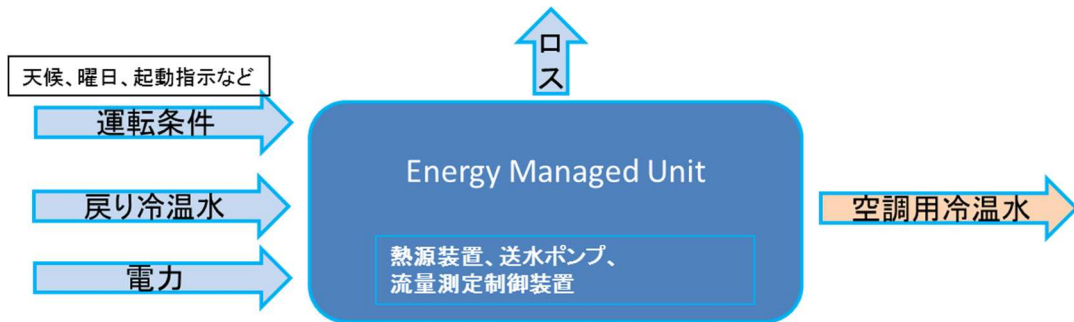 ロス
天候、曜日、起動指示など
運転条件
Energy Managed Unit
戻り冷温水
空調用冷温水
熱源装置、送水ポンプ、
流量測定制御装置
電力